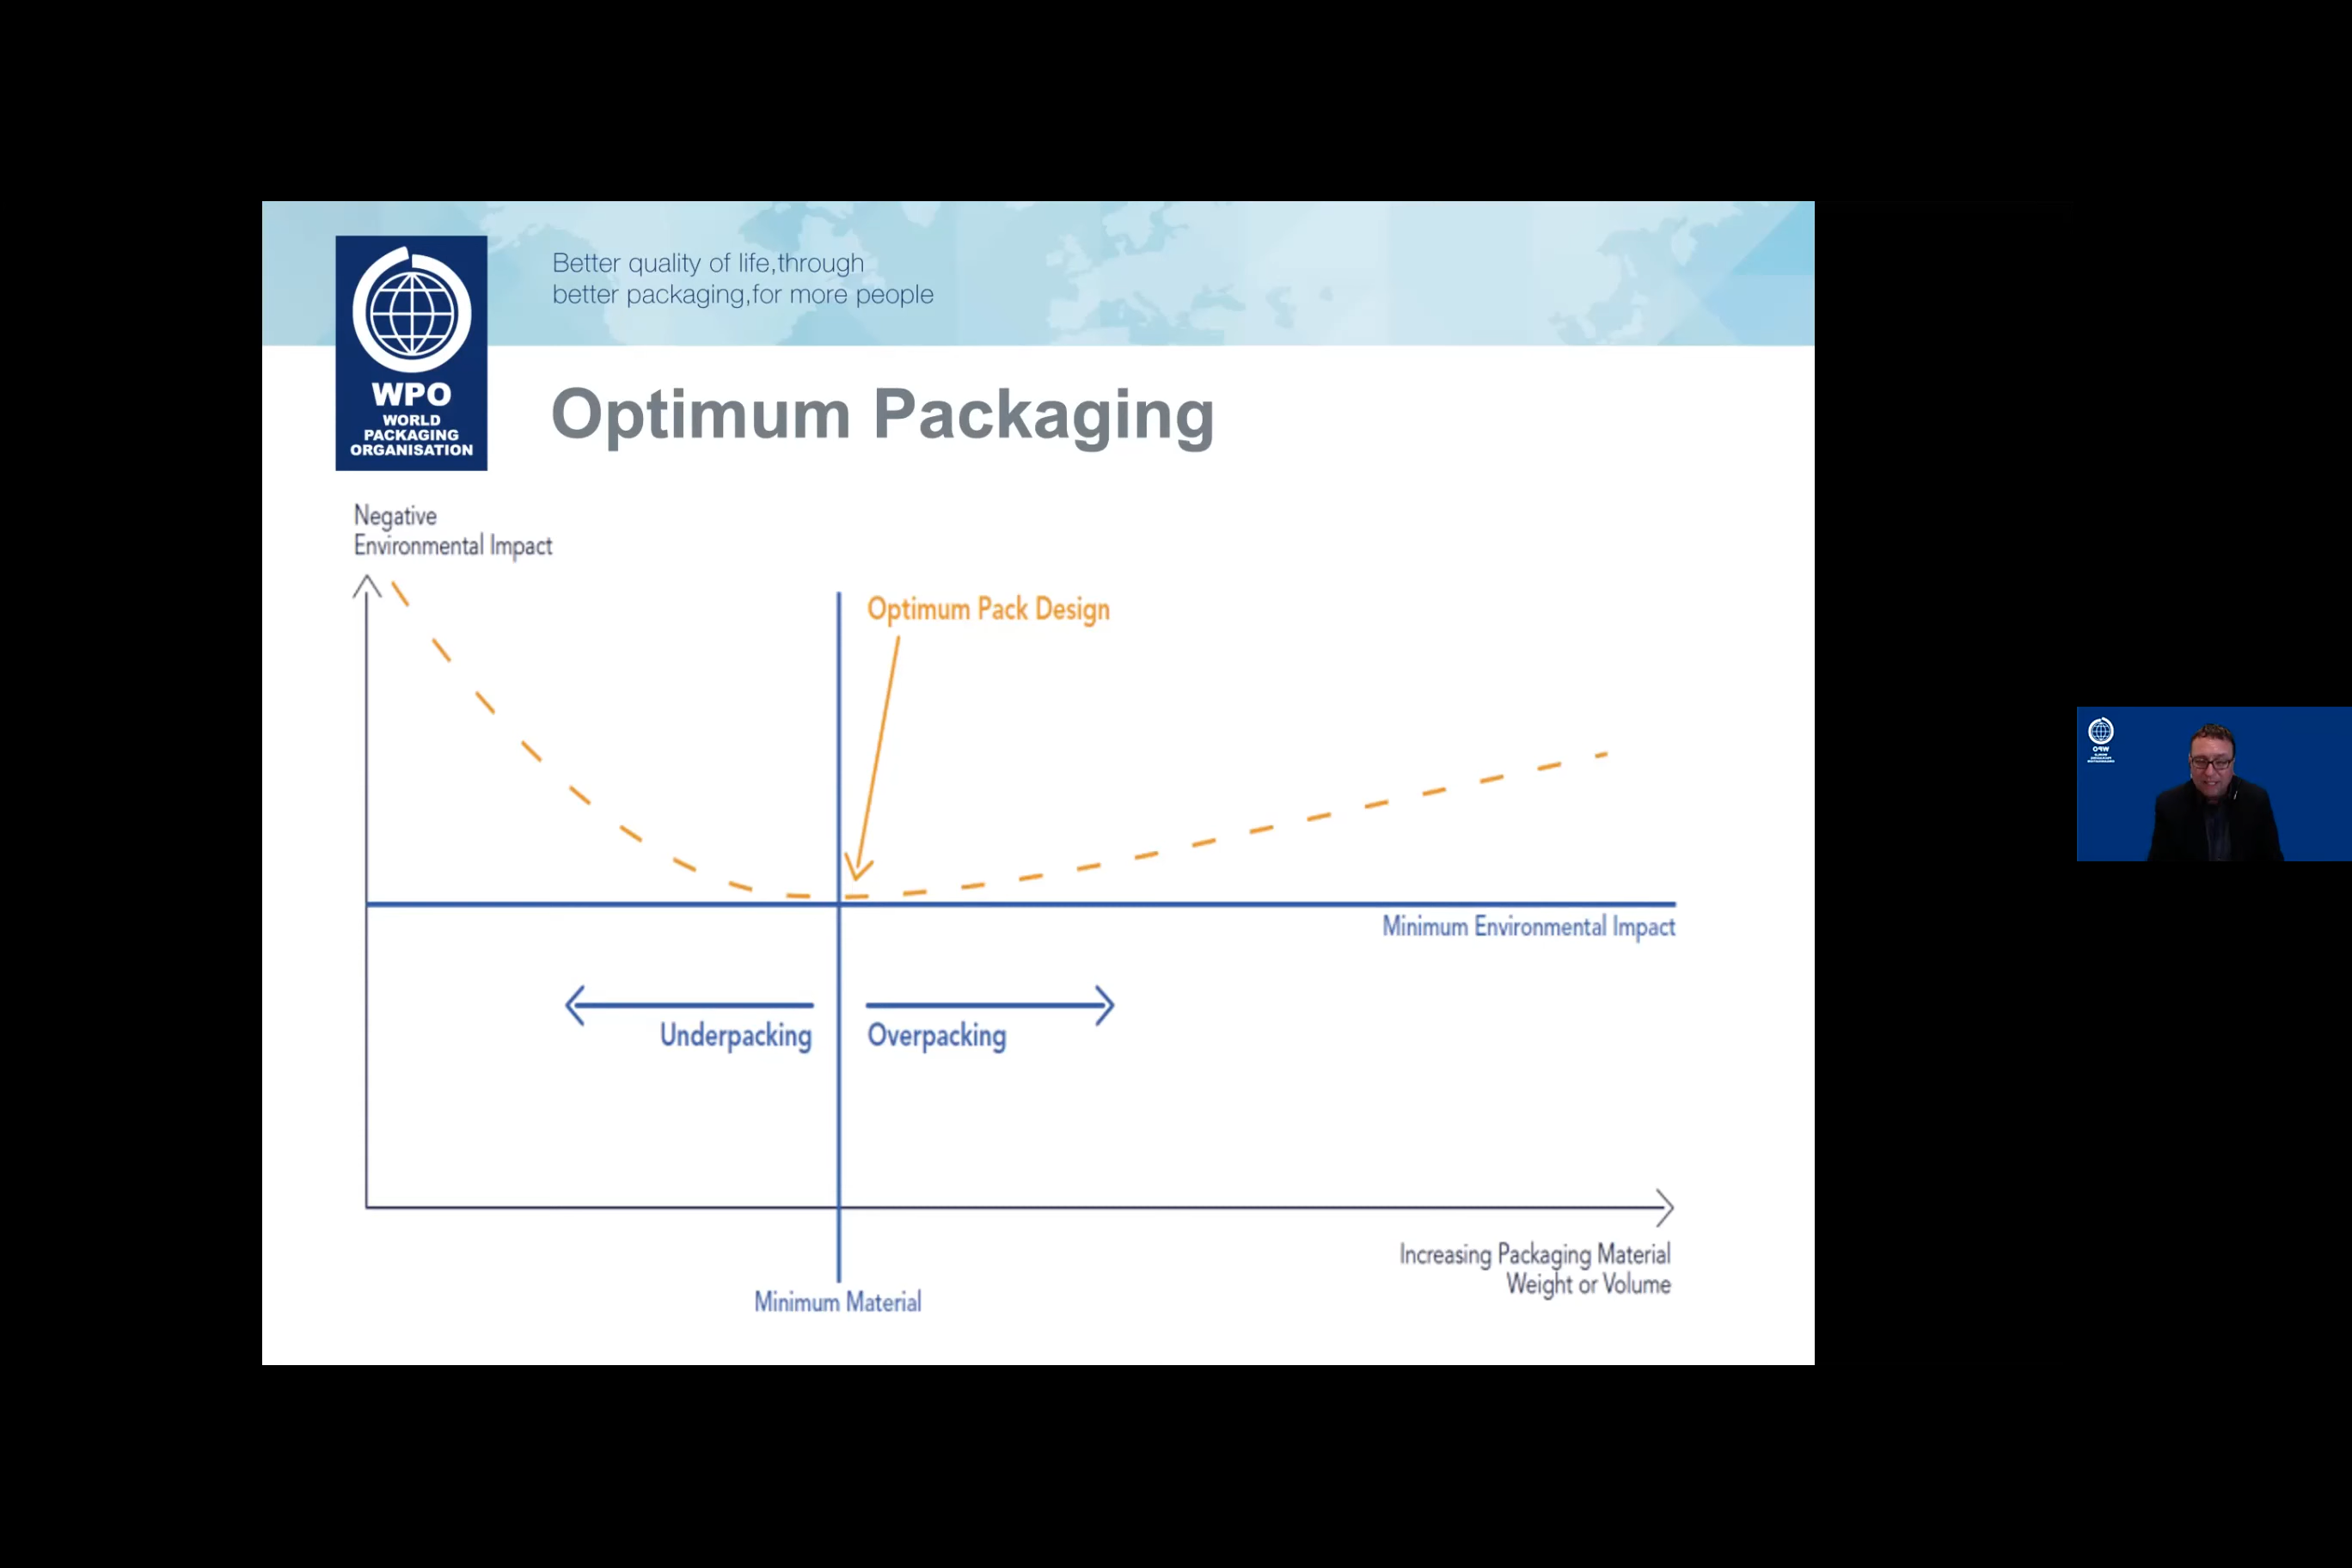 Better quality of life,through
better packaging,for more people
WPO
WORLD
PACKAGING
ORGANISATION
Optimum Packaging
Negative
Environmental Impact
Optimum Pack Design
Minimum Environmental Impact
Underpacking
Overpacking
Increasing Packaging Material
Weight or Volume
Minimum Material
WPO